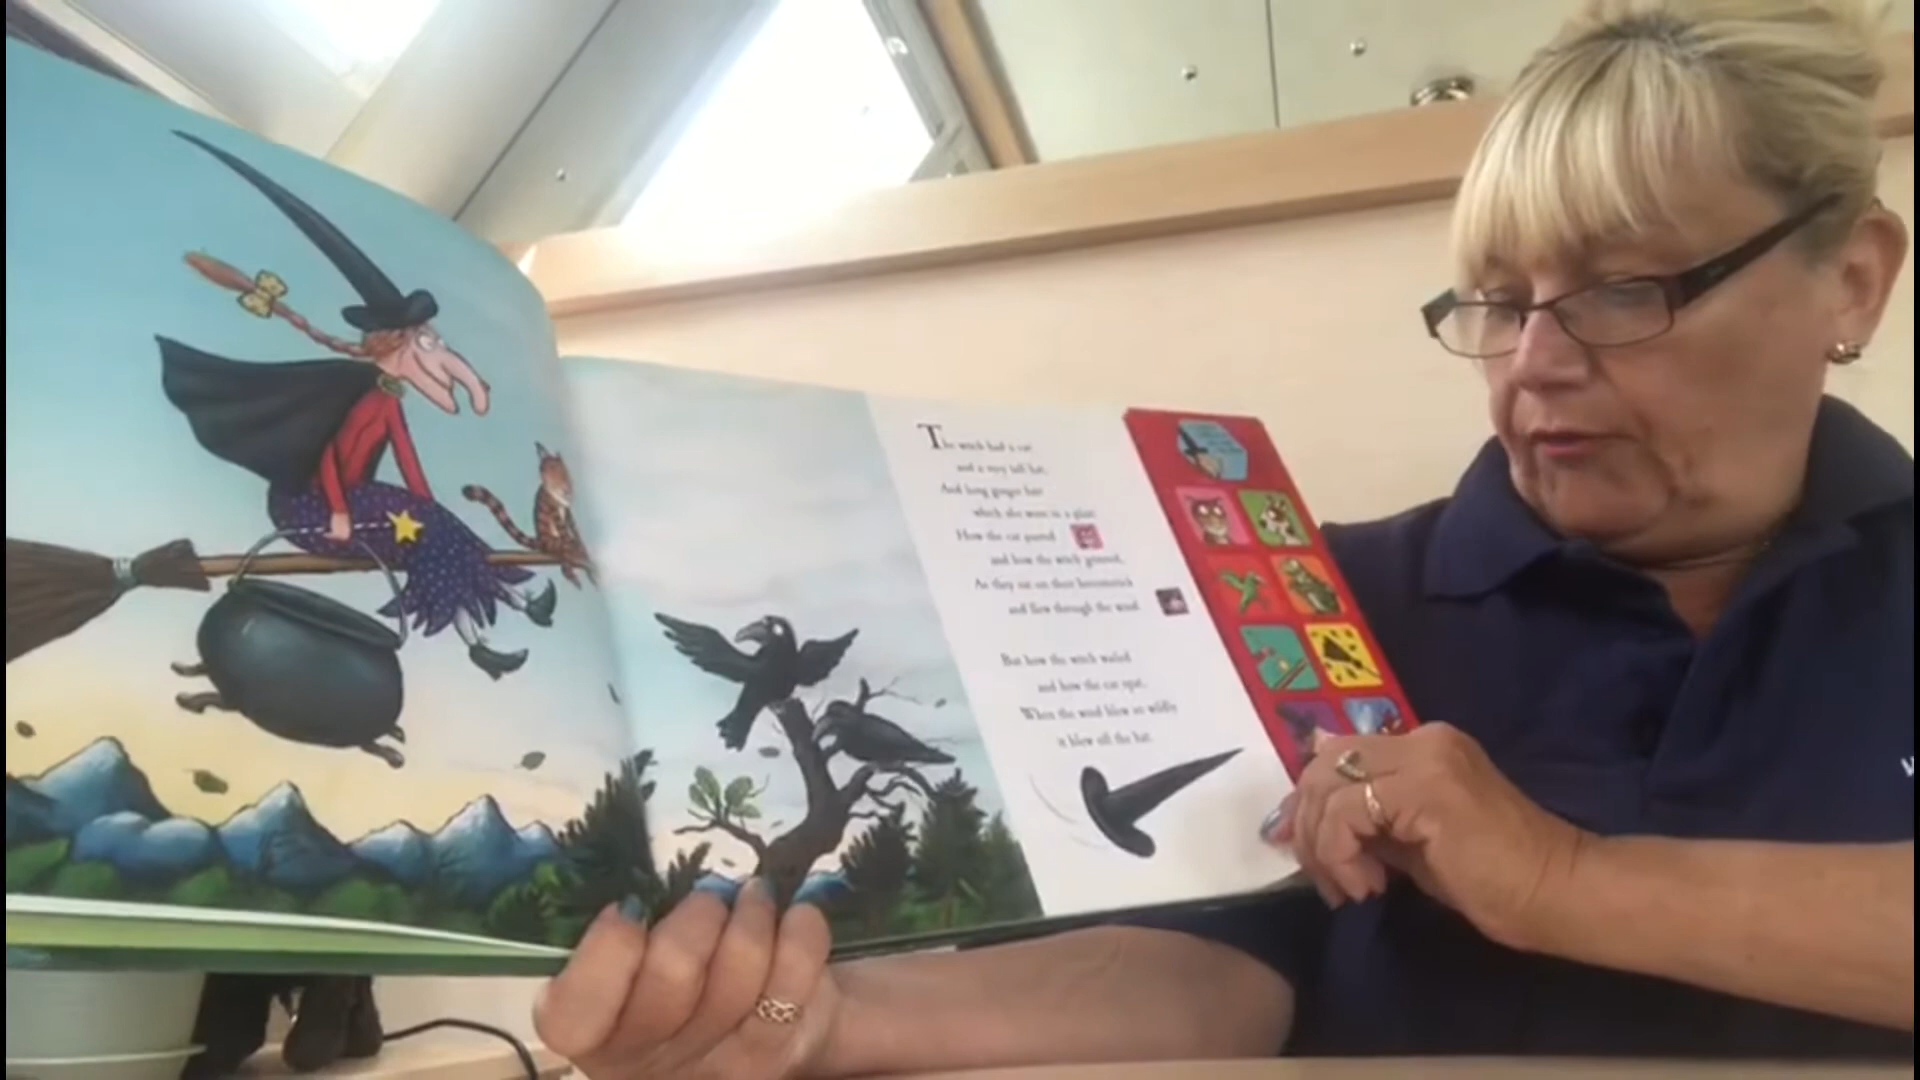 The witch had a cat
and a very tall hat,
And long ginger hair
which she wore in a plait.
How the cat purred
and how the witch grinned,
As they sat on their broomstick
and flew through the wind.
But how the witch wailed
and how the cat spat,
When the wind blew so wildly
it blew off the hat.